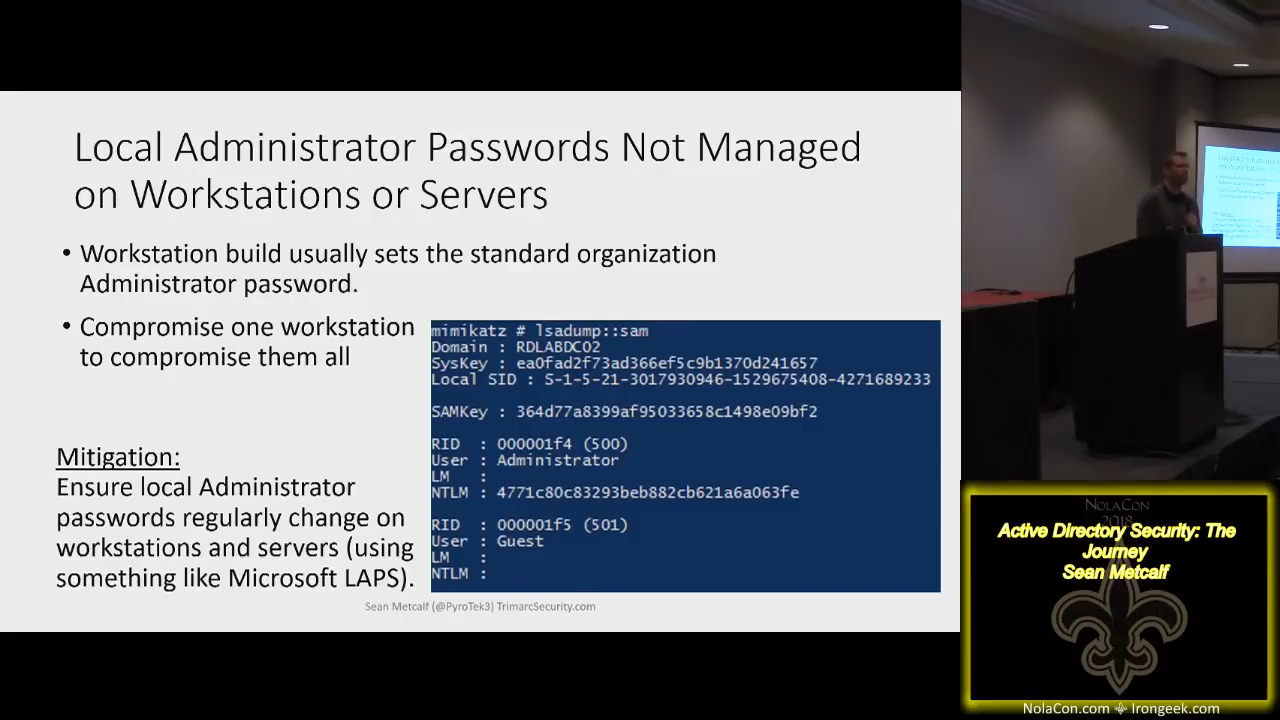 Local Administrator Passwords Not Managed
on Workstations or Servers
• Workstation build usually sets the standard organization
Administrator password.
• Compromise one workstation
to compromise them all
mimikatz # lsadump::sam
Domain : RDLABDC02
SysKey : ea0fad2f73ad366ef5c9b1370d241657
Local SID : S-1-5-21-3017930946-1529675408-4271689233
SAMKey : 364d77a8399af95033658c1498e09bf2
RID : 000001f4 (500)
User : Administrator
LM :
NTLM : 4771c80c83293beb882cb621a6a063fe
RID : 000001f5 (501)
User : Guest
LM :
NTLM :
Mitigation:
Ensure local Administrator
passwords regularly change on
workstations and servers (using
something like Microsoft LAPS).
Sean Metcalf (@PyroTek3) TrimarcSecurity.com
NOLACON
2018
Active Directory Security: The
Journey
Sean Metcalf
NolaCon.com ⚜ Irongeek.com